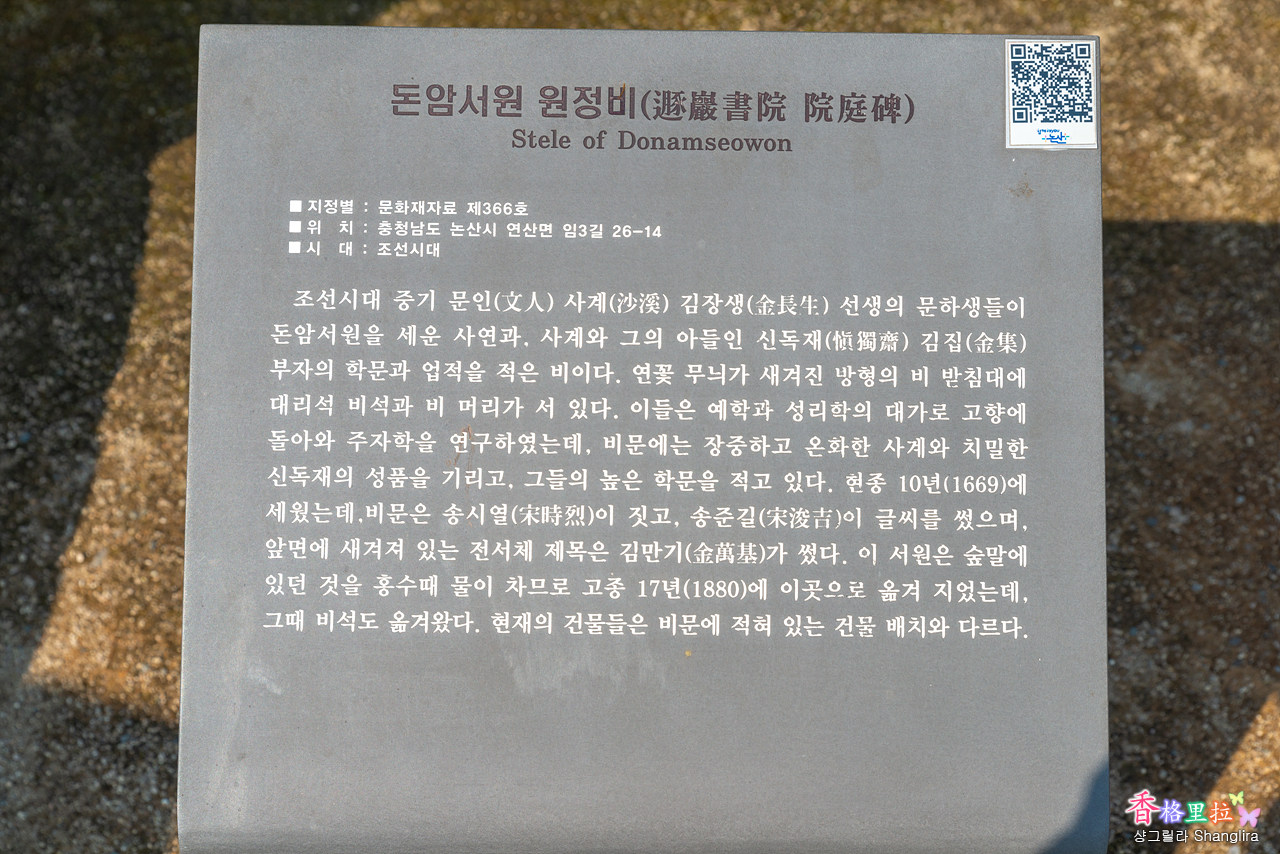 돈암서원 원정비(遯巖書院 院庭碑)
Stele of Donamseowon
논산
■ 지정별 : 문화재자료 제366호
■ 위 치 : 충청남도 논산시 연산면 임3길 26-14
■ 시 대 : 조선시대
조선시대 중기 문인(文人) 사계(沙溪) 김장생(金長生) 선생의 문하생들이
돈암서원을 세운 사연과, 사계와 그의 아들인 신독재(愼獨齋) 김집(金集)
부자의 학문과 업적을 적은 비이다. 연꽃 무늬가 새겨진 방형의 비 받침대에
대리석 비석과 비 머리가 서 있다. 이들은 예학과 성리학의 대가로 고향에
돌아와 주자학을 연구하였는데, 비문에는 장중하고 온화한 사계와 치밀한
신독재의 성품을 기리고, 그들의 높은 학문을 적고 있다. 현종 10년(1669)에
세웠는데,비문은 송시열(宋時烈)이 짓고, 송준길(宋浚吉)이 글씨를 썼으며,
앞면에 새겨져 있는 전서체 제목은 김만기(金萬基)가 썼다. 이 서원은 숲말에
있던 것을 홍수때 물이 차므로 고종 17년(1880)에 이곳으로 옮겨 지었는데,
그때 비석도 옮겨왔다. 현재의 건물들은 비문에 적혀 있는 건물 배치와 다르다.
香格里拉
샹그릴라 Shanglira